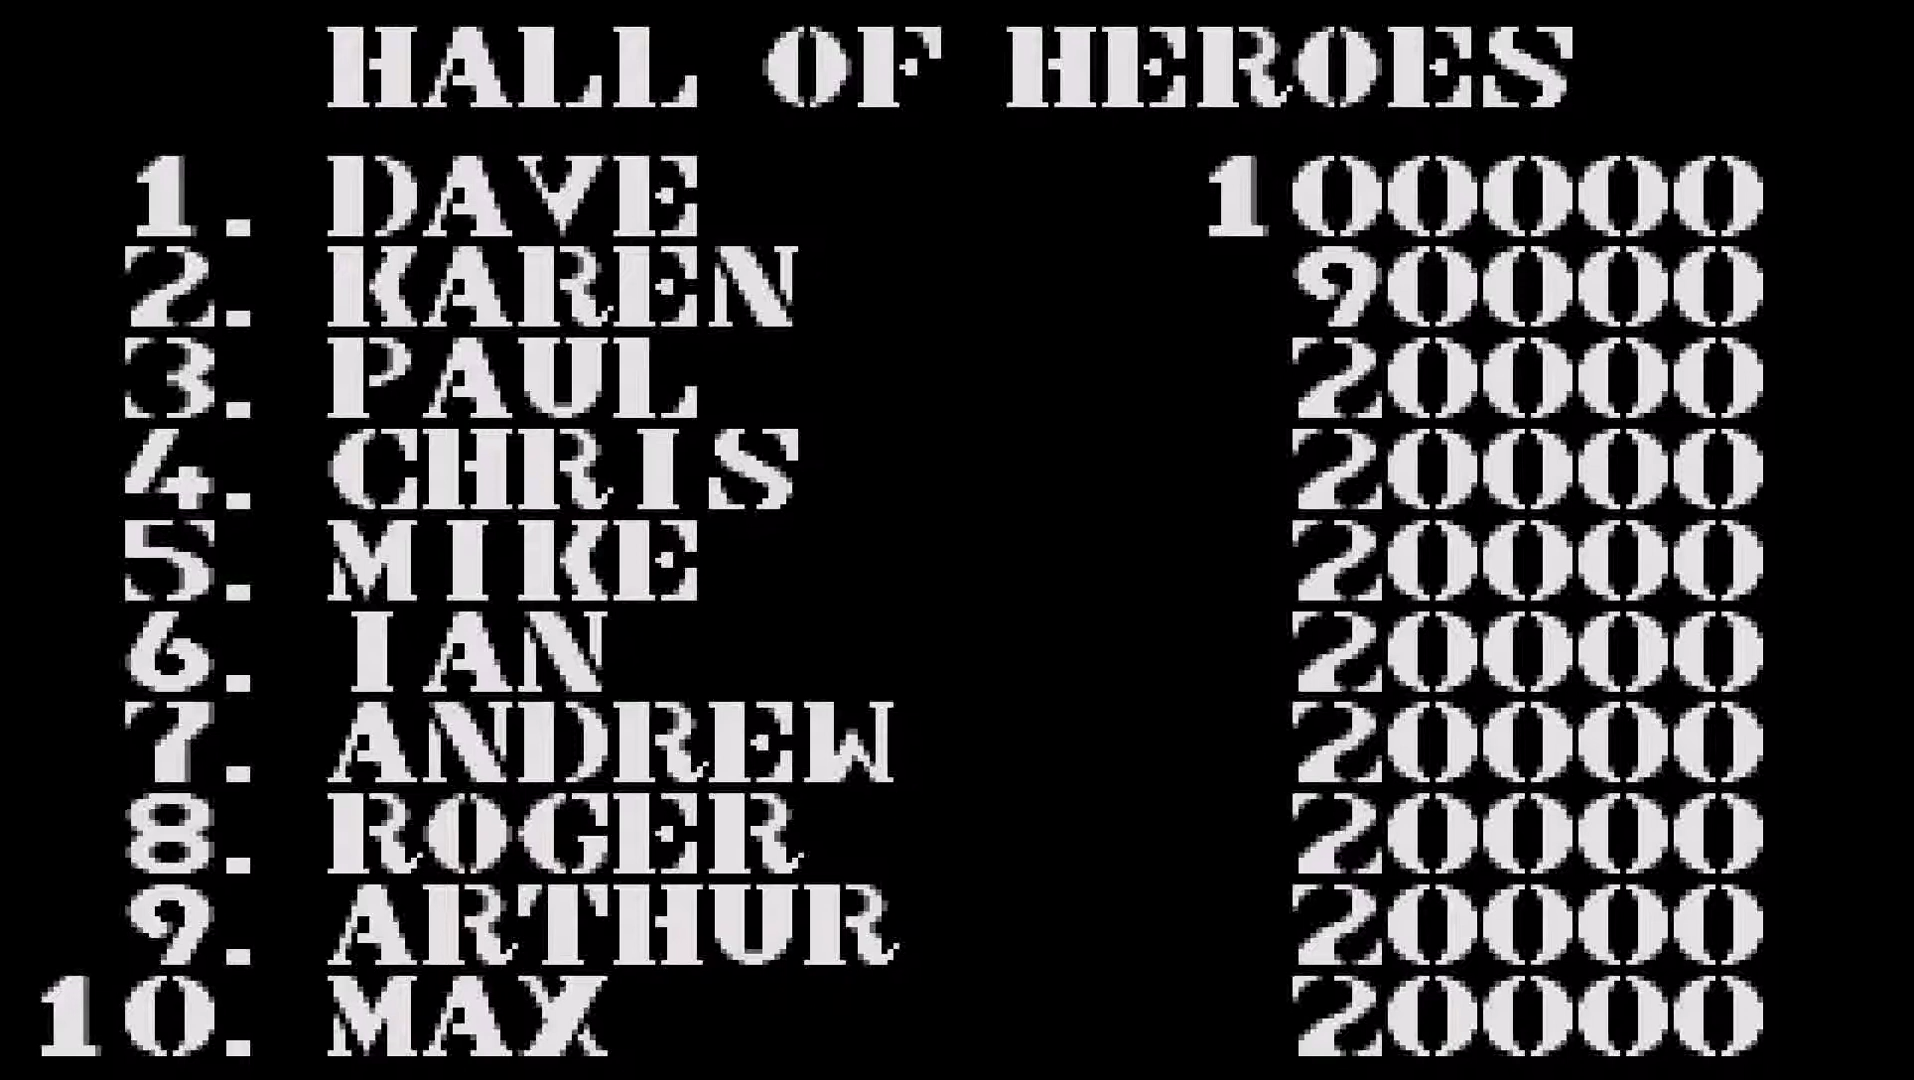 HALL OF HEROES
1. DAVE 100000
2. KAREN 90000
3. PAUL 20000
4. CHRIS 20000
5. MIKE 20000
6. IAN 20000
7. ANDREW 20000
8. ROGER 20000
9. ARTHUR 20000
10. MAX 20000